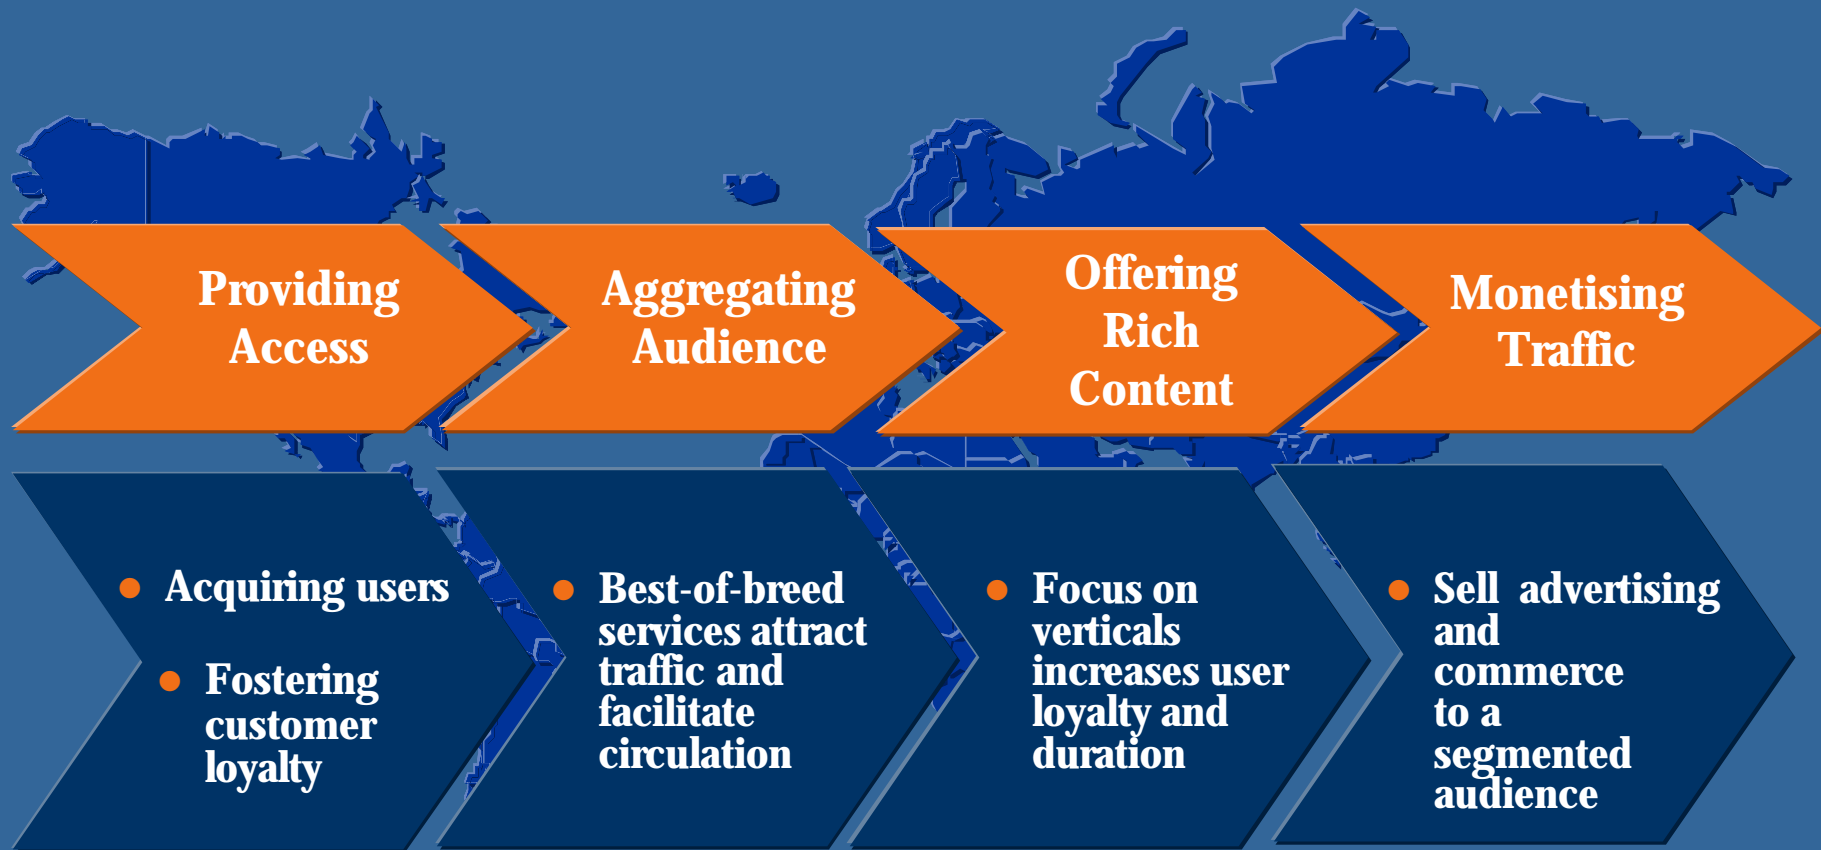 Providing
Access
Aggregating
Audience
Offering
Rich
Content
Monetising
Traffic
Acquiring users
Fostering
customer
loyalty
Best-of-breed
services attract
traffic and
facilitate
circulation
Focus on
verticals
increases user
loyalty and
duration
Sell  advertising
and
commerce
to a
segmented
audience